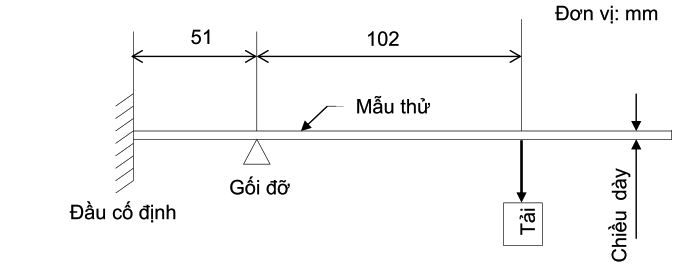 Đơn vị: mm
51
102
Mẫu thử
Gối đỡ
Đầu cố định
Tải
Chiều dày